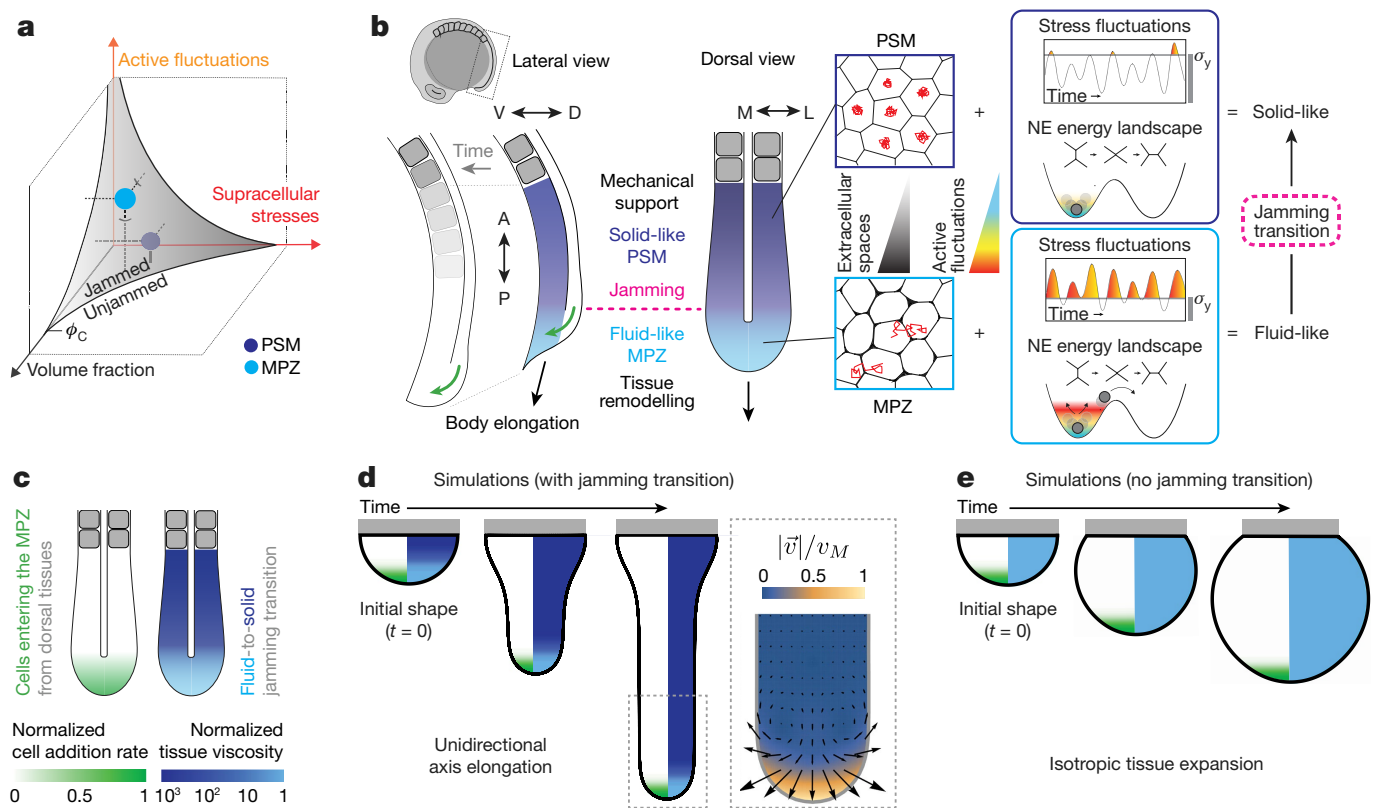 a
Active fluctuations
Supracellular
stresses
Jammed
Unjammed
ϕC
Volume fraction
PSM
MPZ
b
Lateral view
V
D
Time
A
P
Body elongation
Mechanical
support
Solid-like
PSM
Jamming
Fluid-like
MPZ
Tissue
remodelling
Dorsal view
M
L
PSM
Extracellular
spaces
Active
fluctuations
MPZ
+
+
Stress fluctuations
σy
Time
NE energy landscape
Stress fluctuations
σy
Time
NE energy landscape
= Solid-like
Jamming
transition
= Fluid-like
c
Cells entering the MPZ
from dorsal tissues
Fluid-to-solid
jamming transition
Normalized
cell addition rate
0 0.5 1
Normalized
tissue viscosity
10³ 10² 10 1
d
Simulations (with jamming transition)
Time
Initial shape
(t = 0)
Unidirectional
axis elongation
|v⃗|/vM
0 0.5 1
e
Simulations (no jamming transition)
Time
Initial shape
(t = 0)
Isotropic tissue expansion